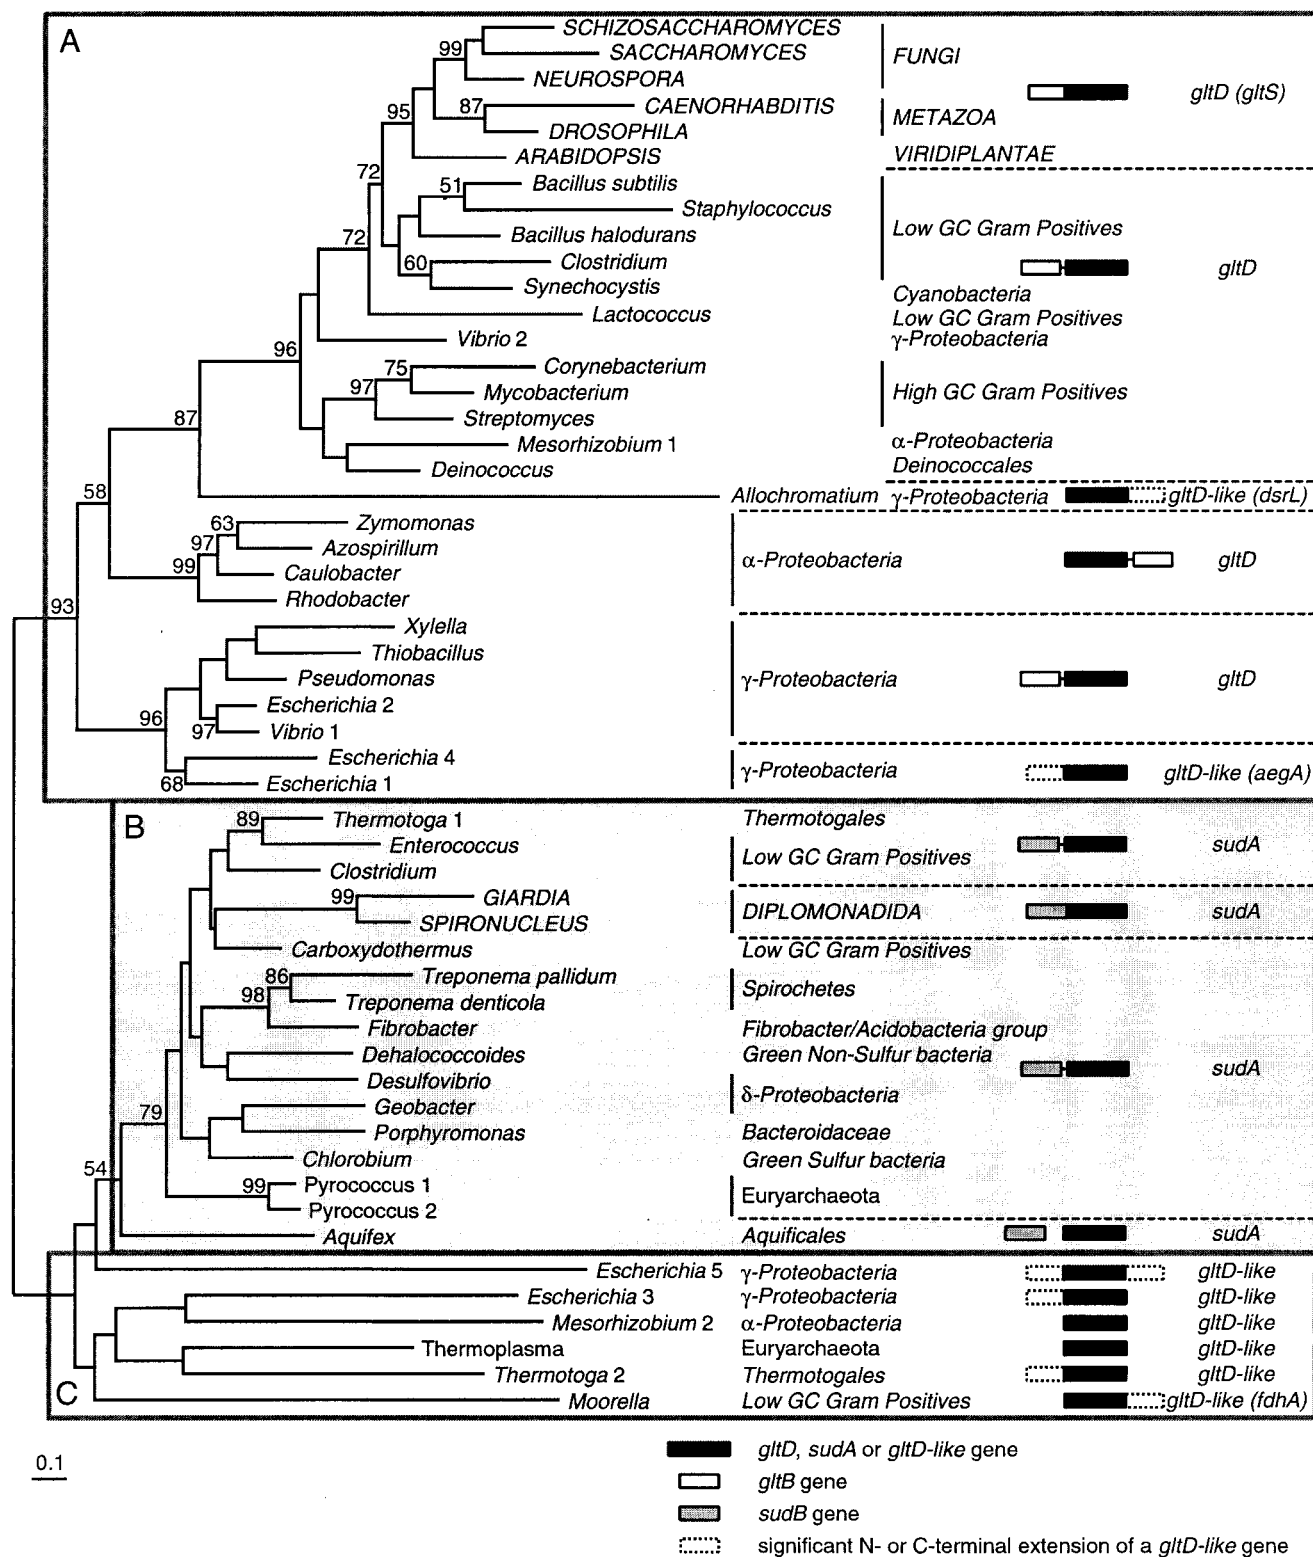 A
SCHIZOSACCHAROMYCES
99 SACCHAROMYCES FUNGI
NEUROSPORA
gltD (gltS)
95 87 CAENORHABDITIS
METAZOA
DROSOPHILA
ARABIDOPSIS VIRIDIPLANTAE
72
51 Bacillus subtilis
Staphylococcus
Low GC Gram Positives
72 Bacillus halodurans
60 Clostridium
gltD
Synechocystis Cyanobacteria
Lactococcus Low GC Gram Positives
Vibrio 2 γ-Proteobacteria
96
75 Corynebacterium
97 Mycobacterium High GC Gram Positives
Streptomyces
87
Mesorhizobium 1 α-Proteobacteria
Deinococcus Deinococcales
58
Allochromatium γ-Proteobacteria gltD-like (dsrL)
63 Zymomonas
97 Azospirillum
α-Proteobacteria gltD
99 Caulobacter
Rhodobacter
93
Xylella
Thiobacillus
Pseudomonas γ-Proteobacteria gltD
Escherichia 2
96 97 Vibrio 1
Escherichia 4
γ-Proteobacteria gltD-like (aegA)
68 Escherichia 1
B
89 Thermotoga 1 Thermotogales
Enterococcus
sudA
Low GC Gram Positives
Clostridium
99 GIARDIA
DIPLOMONADIDA sudA
SPIRONUCLEUS
Carboxydothermus Low GC Gram Positives
86 Treponema pallidum
98 Spirochetes
Treponema denticola
Fibrobacter Fibrobacter/Acidobacteria group
Dehalococcoides Green Non-Sulfur bacteria
sudA
Desulfovibrio
δ-Proteobacteria
79 Geobacter
Porphyromonas Bacteroidaceae
Chlorobium Green Sulfur bacteria
54
99 Pyrococcus 1
Euryarchaeota
Pyrococcus 2
Aquifex Aquificales sudA
Escherichia 5 γ-Proteobacteria gltD-like
Escherichia 3 γ-Proteobacteria gltD-like
Mesorhizobium 2 α-Proteobacteria gltD-like
Thermoplasma Euryarchaeota gltD-like
Thermotoga 2 Thermotogales gltD-like
C
Moorella Low GC Gram Positives gltD-like (fdhA)
0.1
gltD, sudA or gltD-like gene
gltB gene
sudB gene
significant N- or C-terminal extension of a gltD-like gene